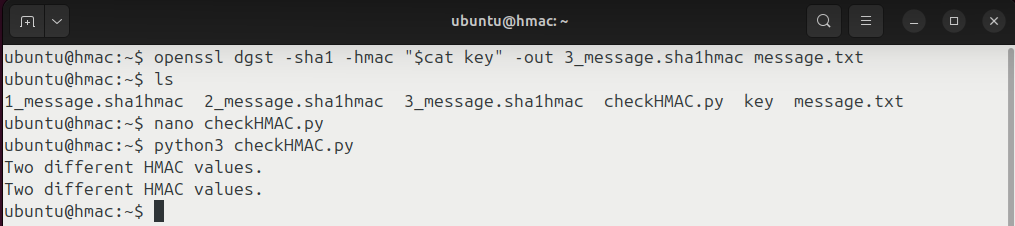 ubuntu@hmac: ~
ubuntu@hmac:~$ openssl dgst -sha1 -hmac "$cat key" -out 3_message.sha1hmac message.txt
ubuntu@hmac:~$ ls
1_message.sha1hmac  2_message.sha1hmac  3_message.sha1hmac  checkHMAC.py  key  message.txt
ubuntu@hmac:~$ nano checkHMAC.py
ubuntu@hmac:~$ python3 checkHMAC.py
Two different HMAC values.
Two different HMAC values.
ubuntu@hmac:~$